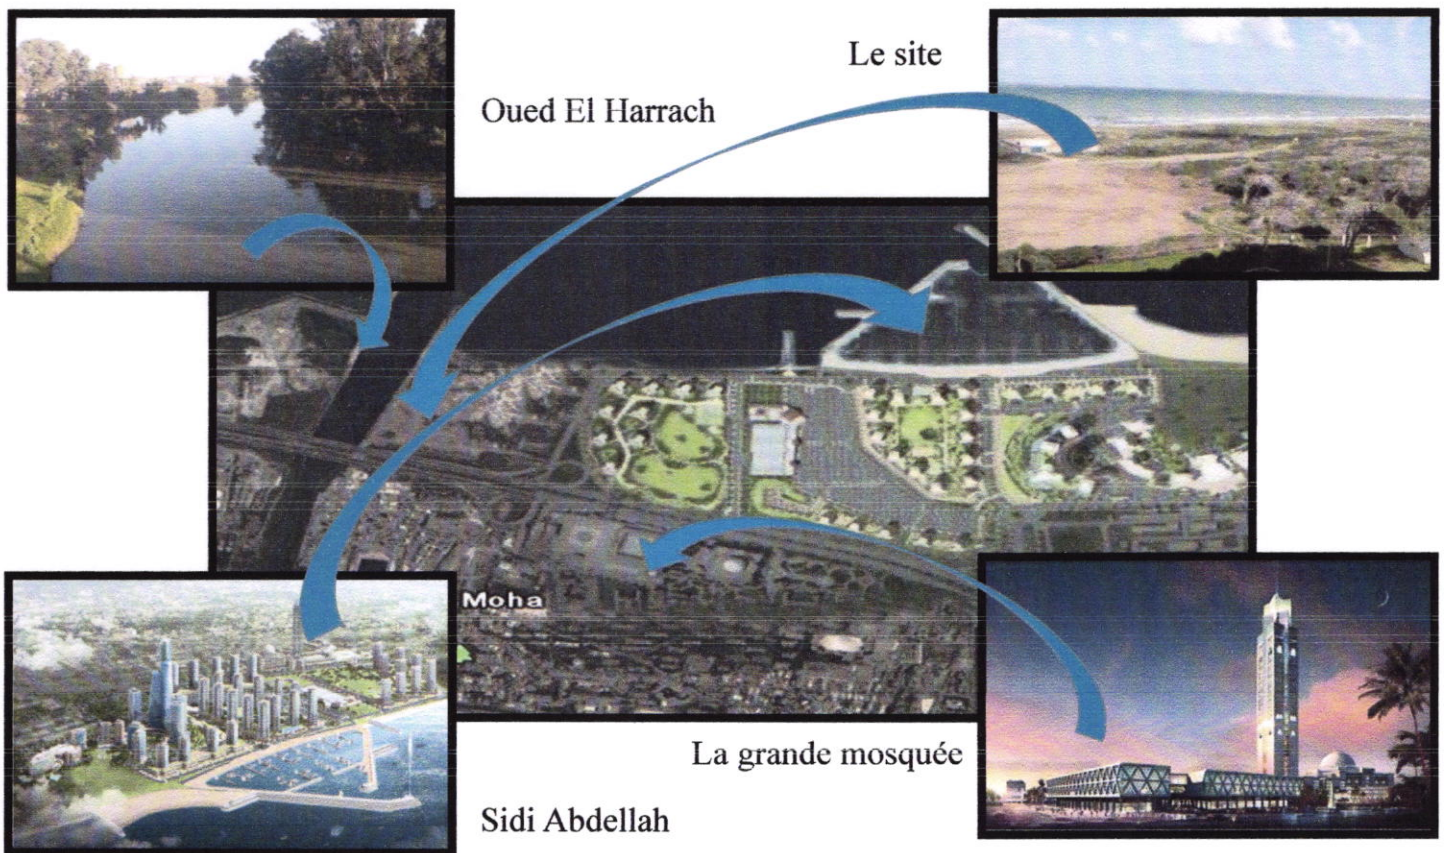 Le site
Oued El Harrach
Moha
La grande mosquée
Sidi Abdellah